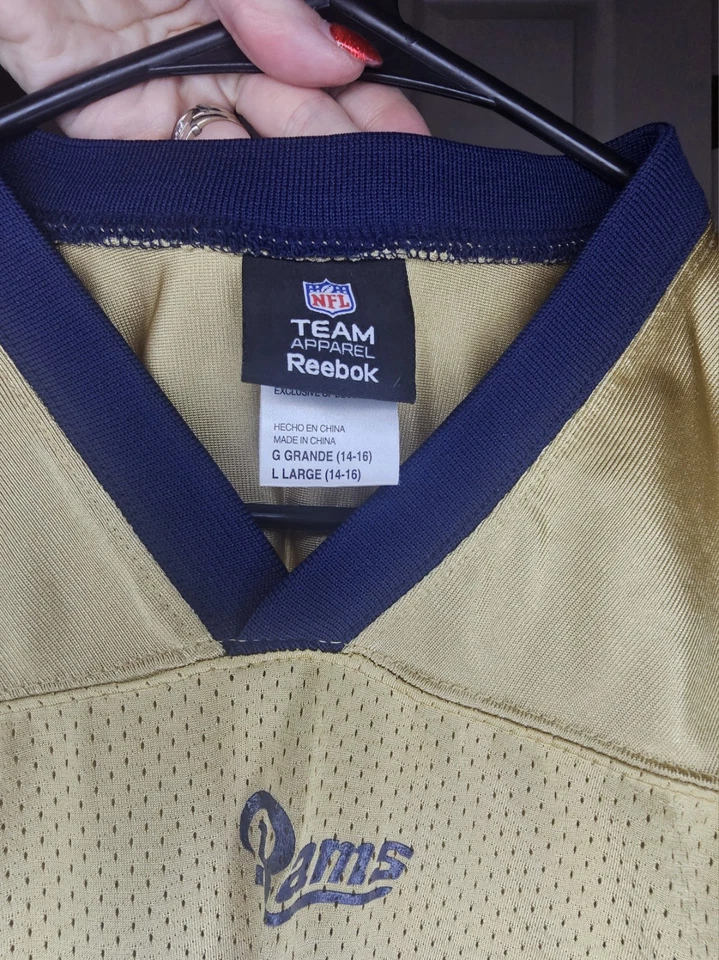 NFL
TEAM
APPAREL
Reebok
HECHO EN CHINA
MADE IN CHINA
G GRANDE (14-16)
L LARGE (14-16)
Rams